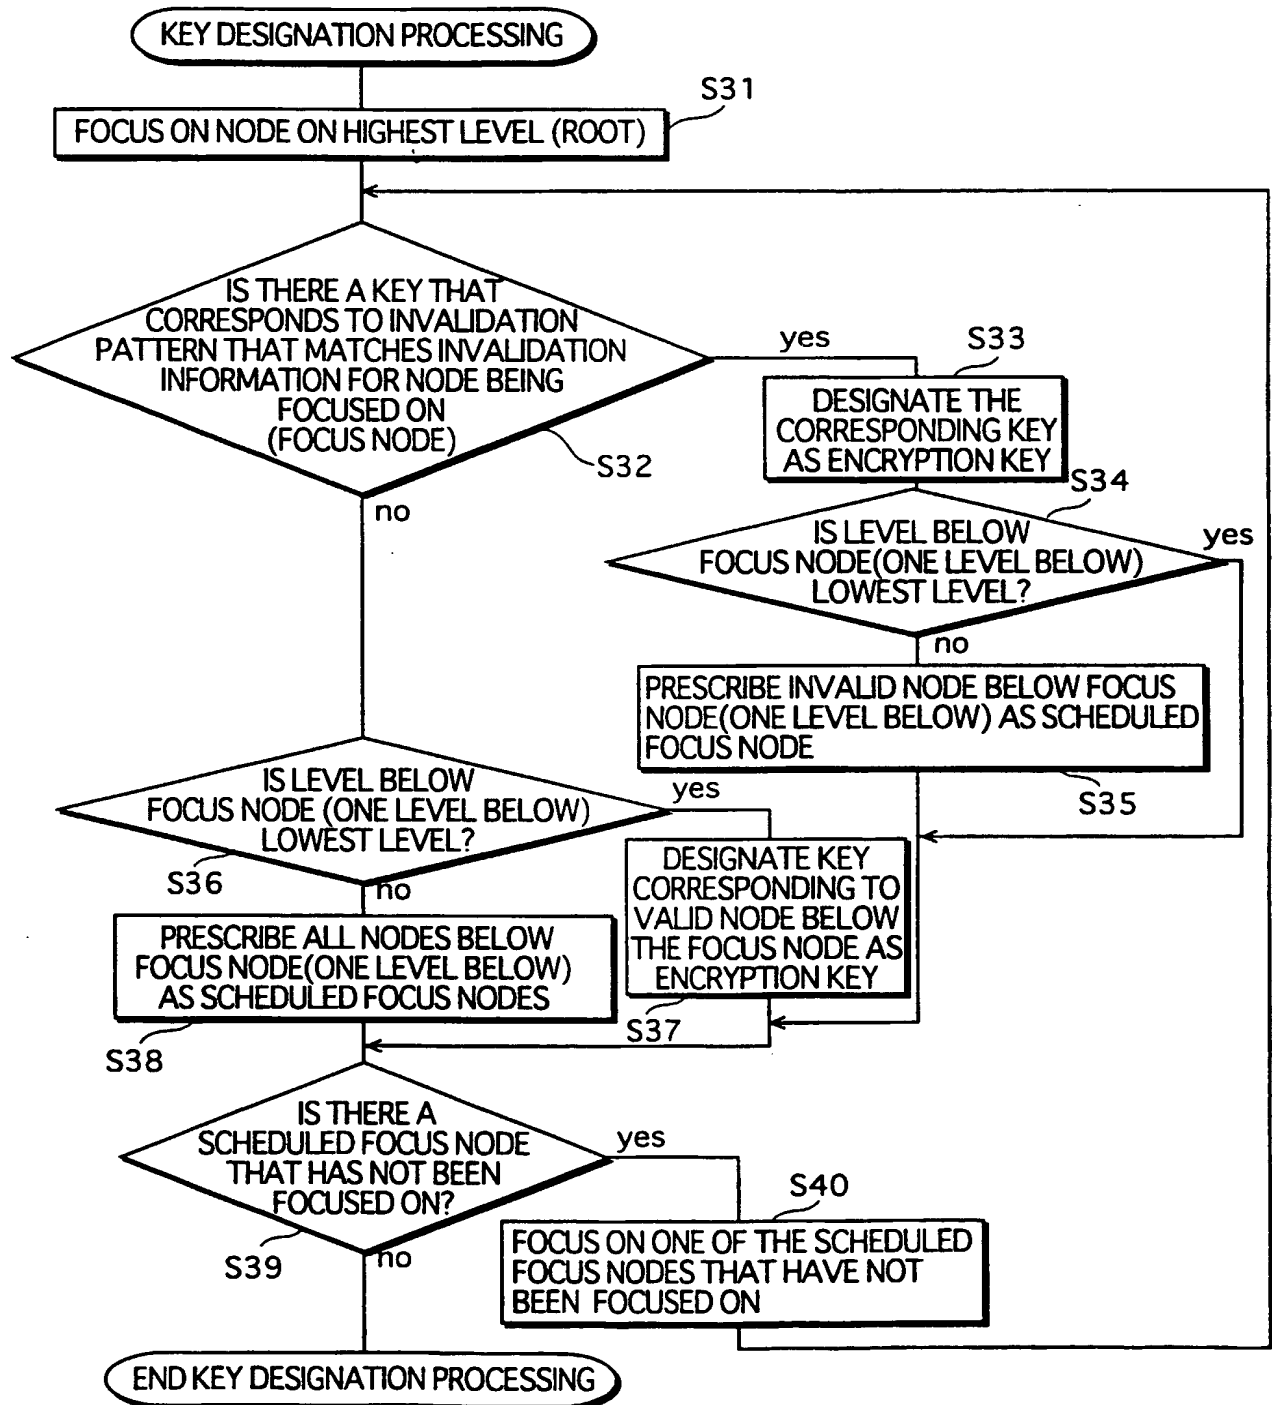 KEY DESIGNATION PROCESSING
S31
FOCUS ON NODE ON HIGHEST LEVEL (ROOT)
IS THERE A KEY THAT
CORRESPONDS TO INVALIDATION
PATTERN THAT MATCHES INVALIDATION
INFORMATION FOR NODE BEING
FOCUSED ON
(FOCUS NODE)
S32
yes
no
S33
DESIGNATE THE
CORRESPONDING KEY
AS ENCRYPTION KEY
S34
IS LEVEL BELOW
FOCUS NODE(ONE LEVEL BELOW)
LOWEST LEVEL?
yes
no
PRESCRIBE INVALID NODE BELOW FOCUS
NODE(ONE LEVEL BELOW) AS SCHEDULED
FOCUS NODE
S35
IS LEVEL BELOW
FOCUS NODE (ONE LEVEL BELOW)
LOWEST LEVEL?
yes
S36
no
DESIGNATE KEY
CORRESPONDING TO
VALID NODE BELOW
THE FOCUS NODE AS
ENCRYPTION KEY
S37
PRESCRIBE ALL NODES BELOW
FOCUS NODE(ONE LEVEL BELOW)
AS SCHEDULED FOCUS NODES
S38
IS THERE A
SCHEDULED FOCUS NODE
THAT HAS NOT BEEN
FOCUSED ON?
yes
S39
no
S40
FOCUS ON ONE OF THE SCHEDULED
FOCUS NODES THAT HAVE NOT
BEEN FOCUSED ON
END KEY DESIGNATION PROCESSING